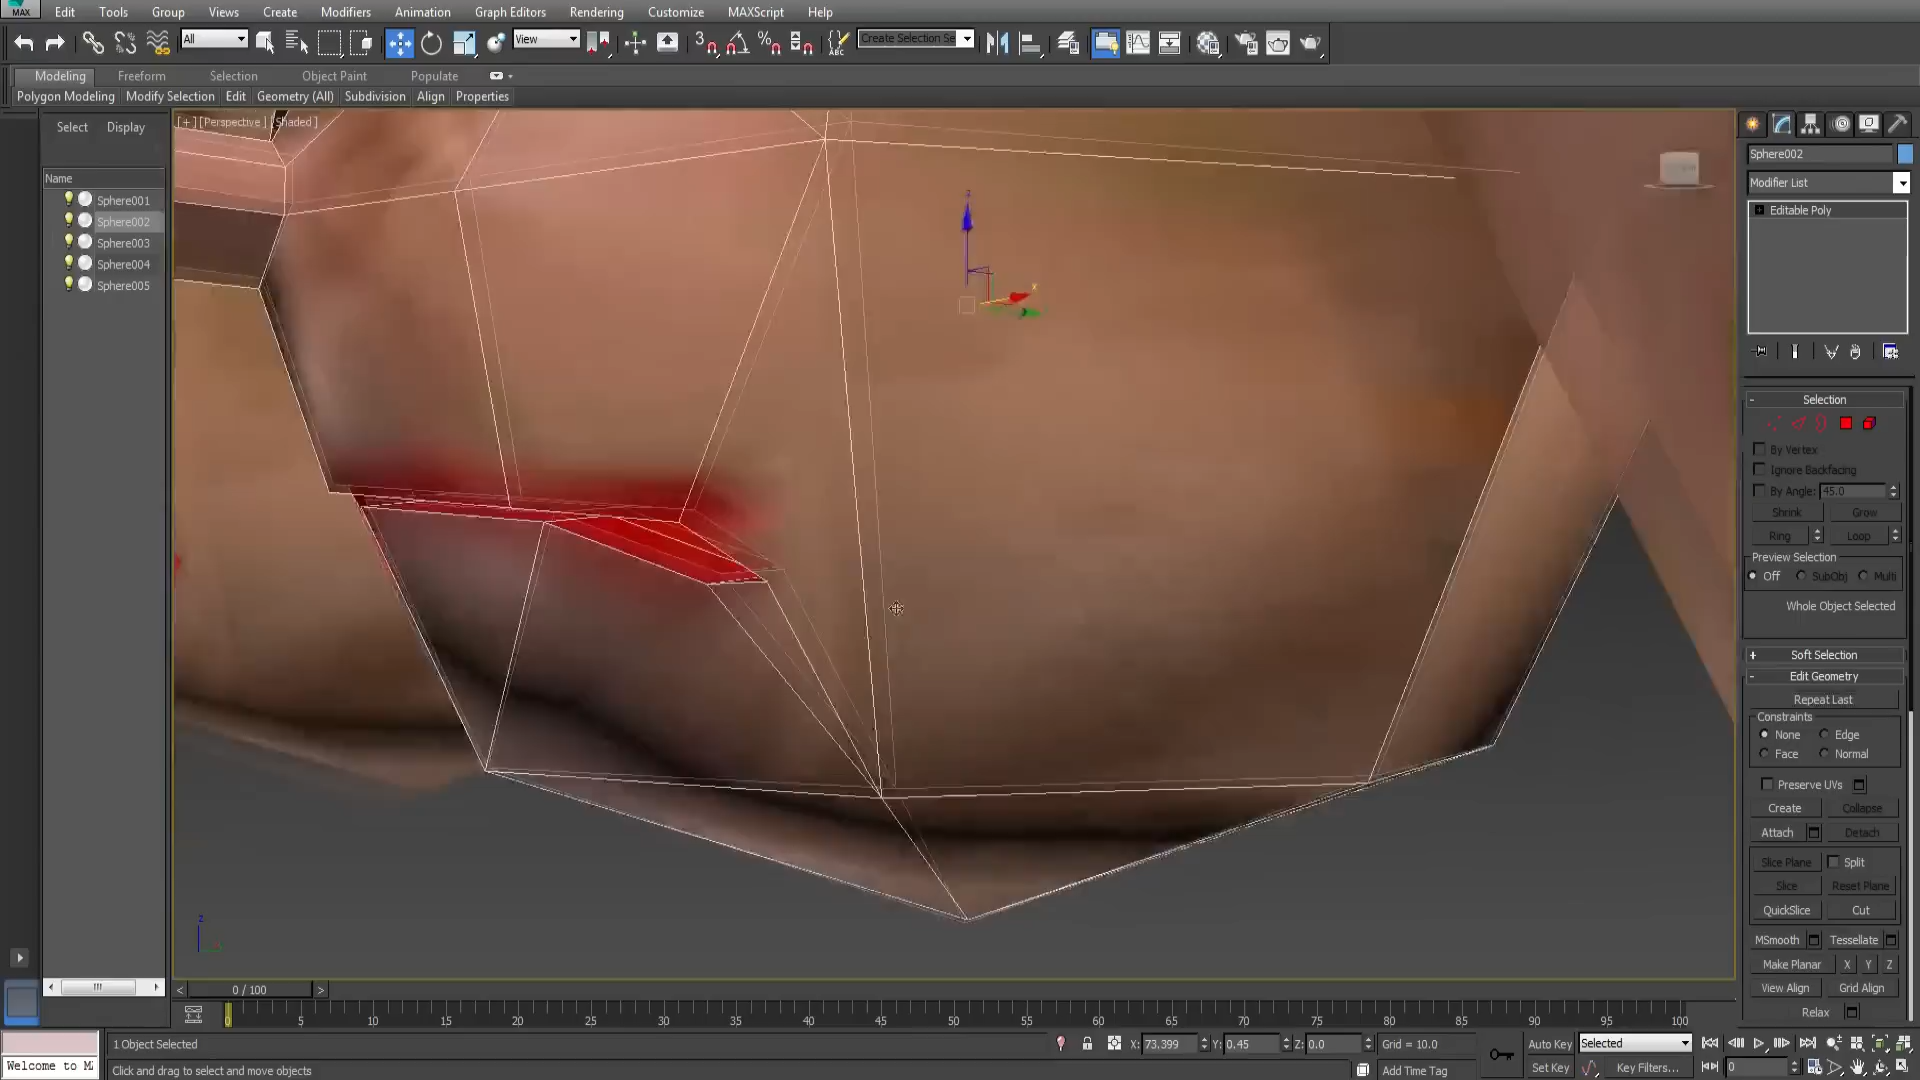 MAX Edit Tools Group Views Create Modifiers Animation Graph Editors Rendering Customize MAXScript Help
All View Create Selection Se
Modeling Freeform Selection Object Paint Populate
Polygon Modeling Modify Selection Edit Geometry (All) Subdivision Align Properties
Select Display
[+] [Perspective] [Shaded]
Name
Sphere001
Sphere002
Sphere003
Sphere004
Sphere005
Sphere002
Modifier List
Editable Poly
Selection
By Vertex
Ignore Backfacing
By Angle: 45.0
Shrink Grow
Ring Loop
Preview Selection
Off SubObj Multi
Whole Object Selected
Soft Selection
Edit Geometry
Repeat Last
Constraints
None Edge
Face Normal
Preserve UVs
Create Collapse
Attach Detach
Slice Plane Split
Slice Reset Plane
QuickSlice Cut
MSmooth Tessellate
Make Planar X Y Z
View Align Grid Align
Relax
0 / 100
0 5 10 15 20 25 30 35 40 45 50 55 60 65 70 75 80 85 90 95 100
1 Object Selected X: 73.399 Y: 0.45 Z: 0.0 Grid = 10.0 Auto Key Selected
Welcome to Click and drag to select and move objects Add Time Tag Set Key Key Filters... 0